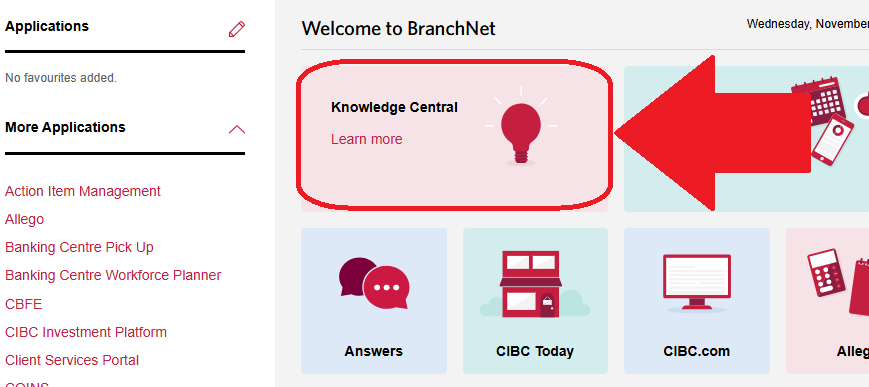 Applications
No favourites added.
More Applications
Action Item Management
Allego
Banking Centre Pick Up
Banking Centre Workforce Planner
CBFE
CIBC Investment Platform
Client Services Portal
COINS
Welcome to BranchNet
Wednesday, November
Knowledge Central
Learn more
Answers
CIBC Today
CIBC.com